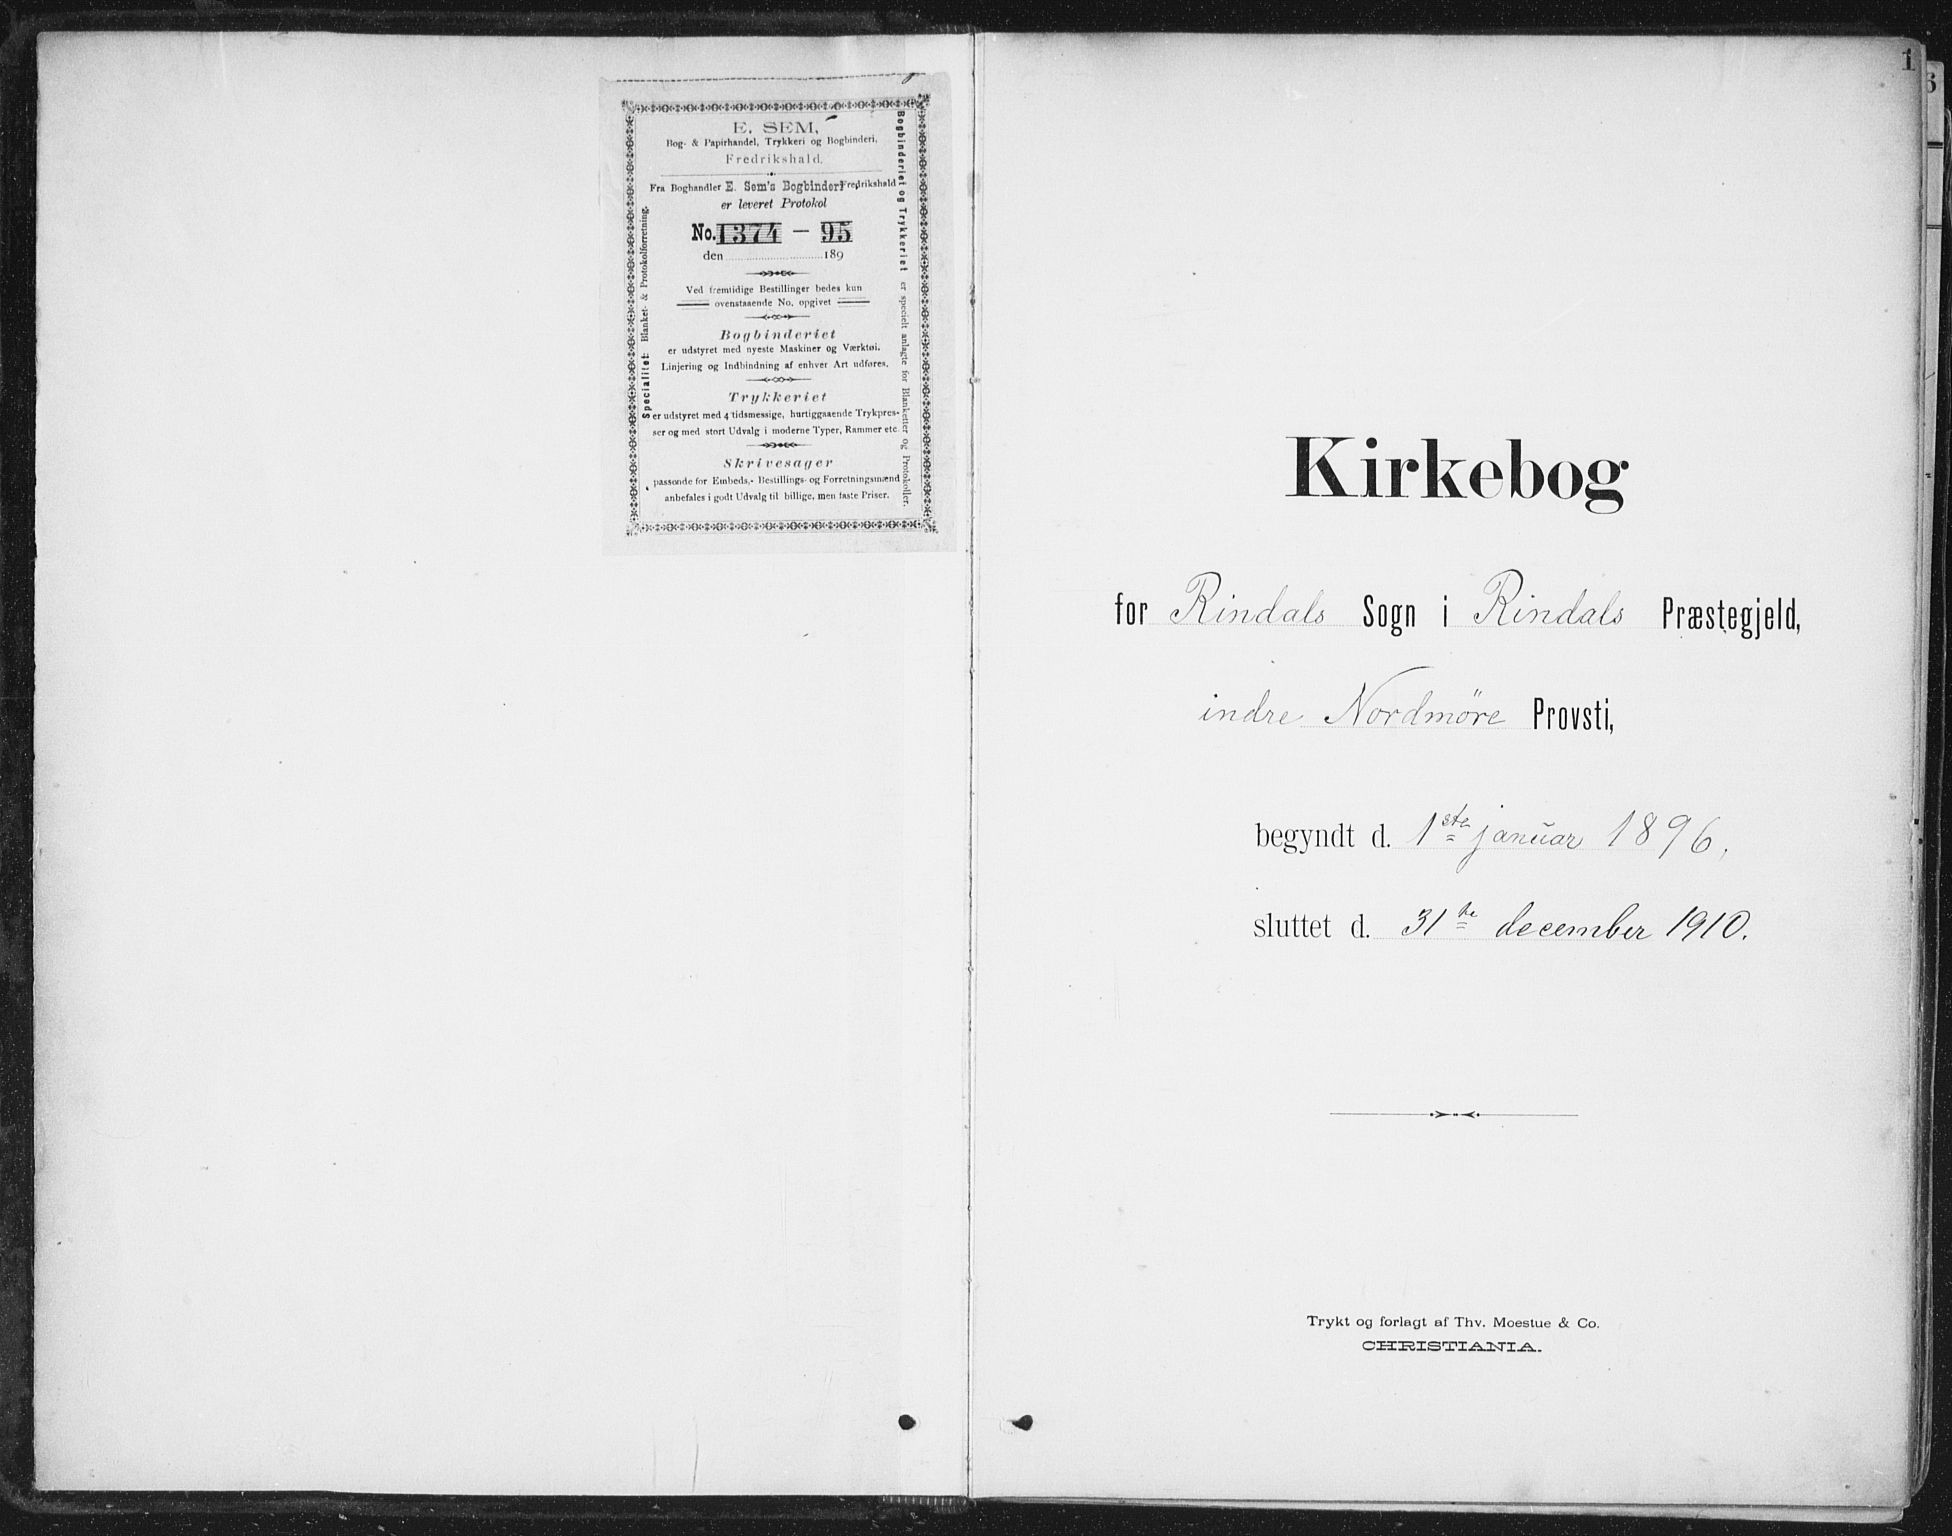 E. SEM,
Bog- & Papirhandel, Trykkeri og Bogbinderi,
Fredrikshald.
Fra Boghandler E. Sem's Bogbinderi Fredrikshald
er leveret Protokol
No. 1374 — 95
den 189
Ved fremtidige Bestillinger bedes kun
ovenstaaende No. opgivet
Bogbinderiet
er udstyret med nyeste Maskiner og Værktøi.
Linjering og Indbindning af enhver Art udføres.
Trykkeriet
er udstyret med 4 tidsmessige, hurtiggaaende Trykpres-
ser og med stort Udvalg i moderne Typer, Rammer etc.
Skrivesager
passende for Embeds,- Bestillings- og Forretningsmænd
anbefales i godt Udvalg til billige, men faste Priser.
Specialitet: Blanket- & Protokolforretning.
Bogbinderiet og Trykkeriet er specielt anlagte for Blanketter og Protokoller.
1
6
Kirkebog
for Rindals Sogn i Rindals Præstegjeld,
indre Nordmöre Provsti,
begyndt d. 1ste januar 1896,
sluttet d. 31te december 1910.
Trykt og forlagt af Thv. Moestue & Co.
CHRISTIANIA.